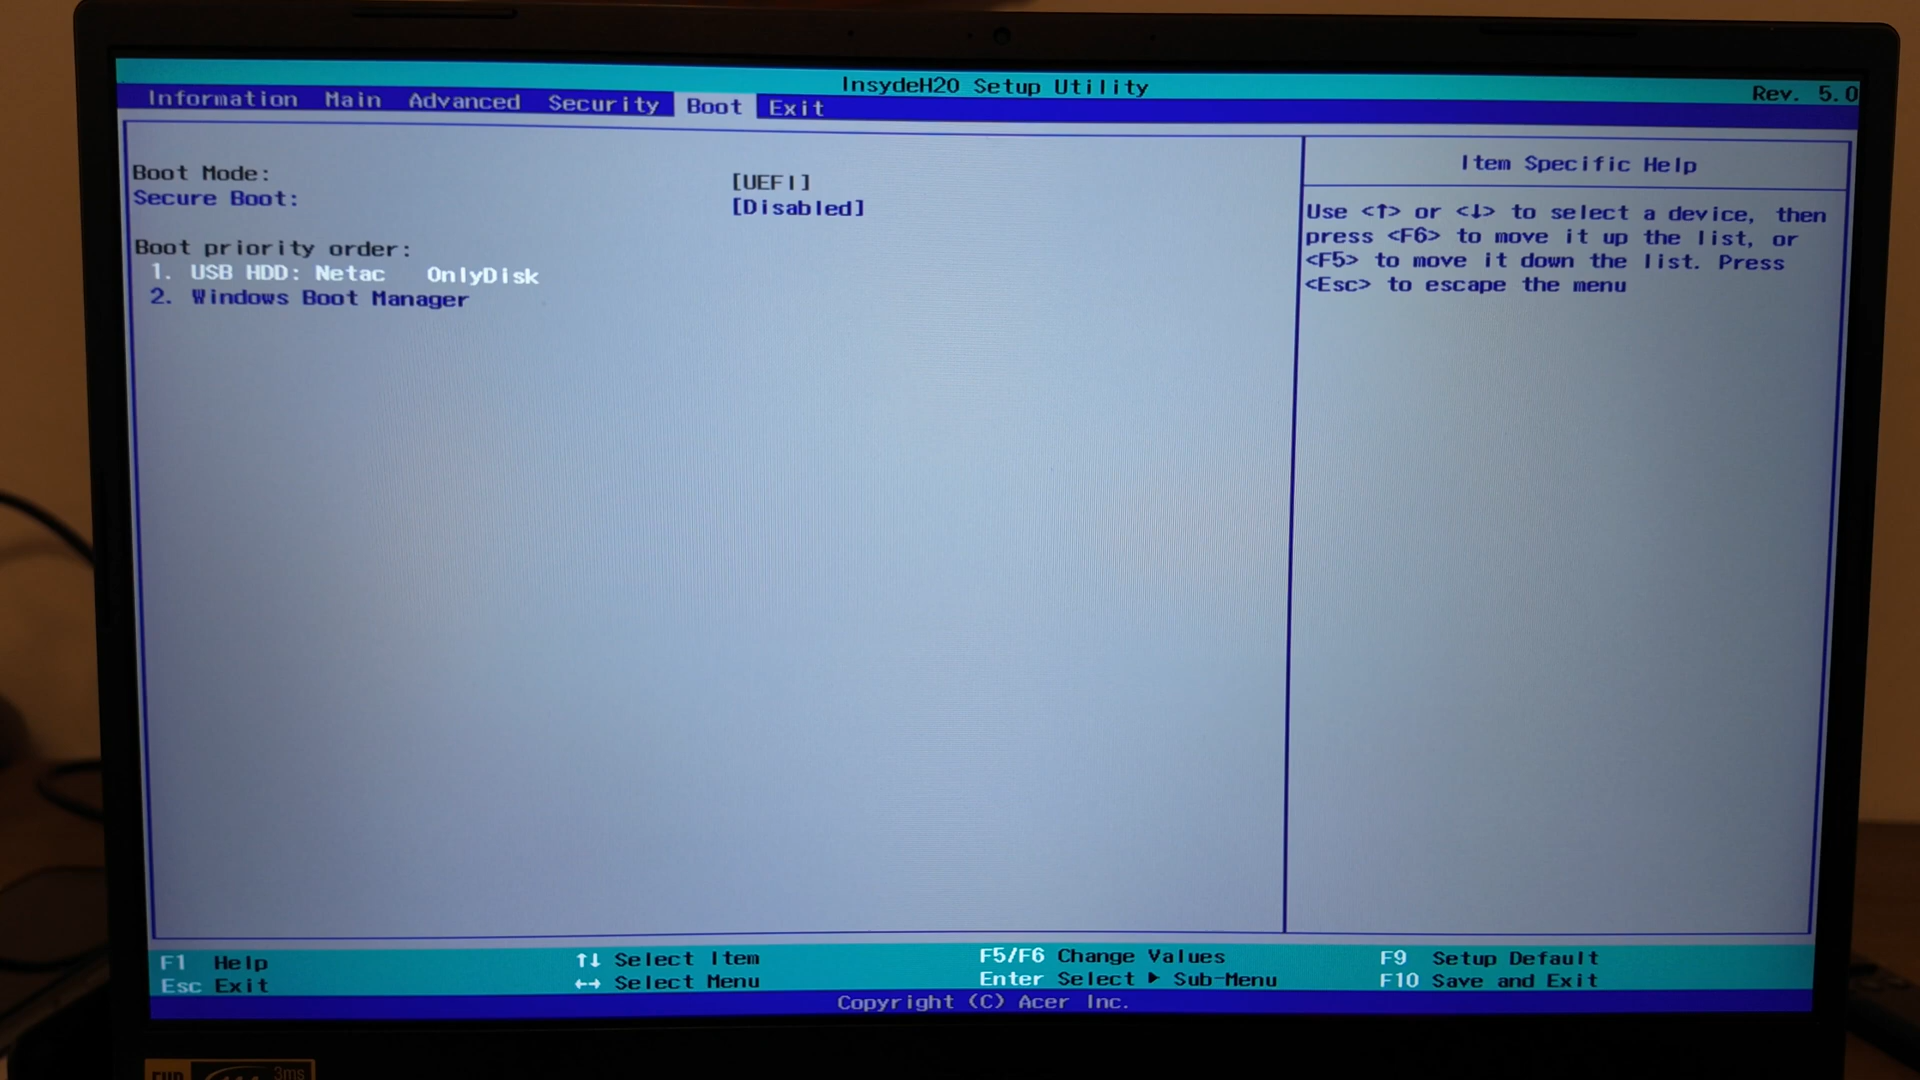 InsydeH20 Setup Utility
Rev. 5.0
Information Main Advanced Security Boot Exit
Boot Mode: [UEFI]
Secure Boot: [Disabled]
Boot priority order:
1. USB HDD: Netac OnlyDisk
2. Windows Boot Manager
Item Specific Help
Use <↑> or <↓> to select a device, then
press <F6> to move it up the list, or
<F5> to move it down the list. Press
<Esc> to escape the menu
F1 Help ↑↓ Select Item F5/F6 Change Values F9 Setup Default
Esc Exit ←→ Select Menu Enter Select ▶ Sub-Menu F10 Save and Exit
Copyright (C) Acer Inc.
3ms